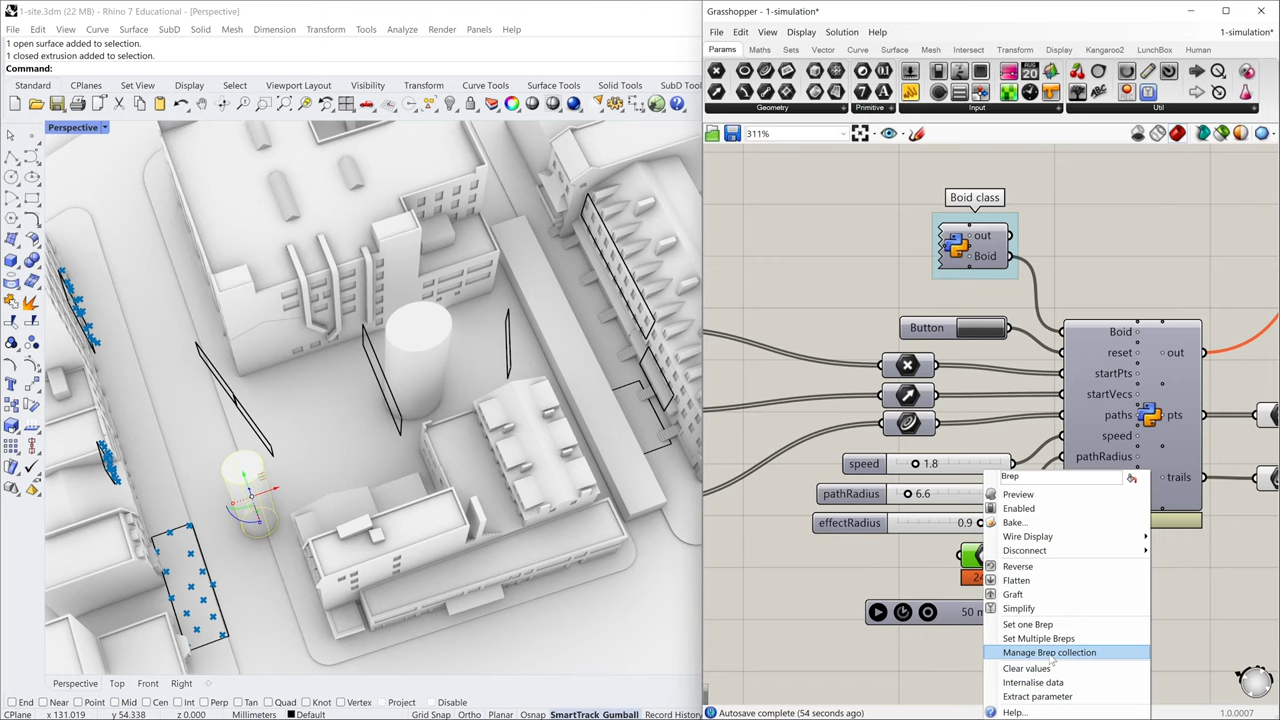 1-site.3dm (22 MB) - Rhino 7 Educational - [Perspective]
File Edit View Curve Surface Solid SubD Mesh Dimension Transform Tools Analyze Render Panels
1 open surface added to selection.
1 closed extrusion added to selection.
Command:
Standard CPlanes Set View Display Select Viewport Layout Visibility Transform Curve Tools Surface Tools Solid Tools SubD Tools
Perspective
Perspective Top Front Right
End Near Point Mid Cen Int Perp Tan Quad Knot Vertex Project Disable
CPlane x 131.019 y 54.338 z 0.000 Millimeters Default Grid Snap Ortho Planar Osnap SmartTrack Gumball Record History
Grasshopper - 1-simulation*
File Edit View Display Solution Help 1-simulation*
Params Maths Sets Vector Curve Surface Mesh Intersect Transform Display Kangaroo2 LunchBox Human
Geometry Primitive Input Util
311%
Boid class
out
Boid
Button
Boid
reset
startPts
startVecs
paths
speed
pathRadius
out
pts
trails
speed 1.8
pathRadius 6.6
effectRadius 0.9
50 m
Brep
Preview
Enabled
Bake...
Wire Display
Disconnect
Reverse
Flatten
Graft
Simplify
Set one Brep
Set Multiple Breps
Manage Brep collection
Clear values
Internalise data
Extract parameter
Help...
Autosave complete (54 seconds ago) 1.0.0007